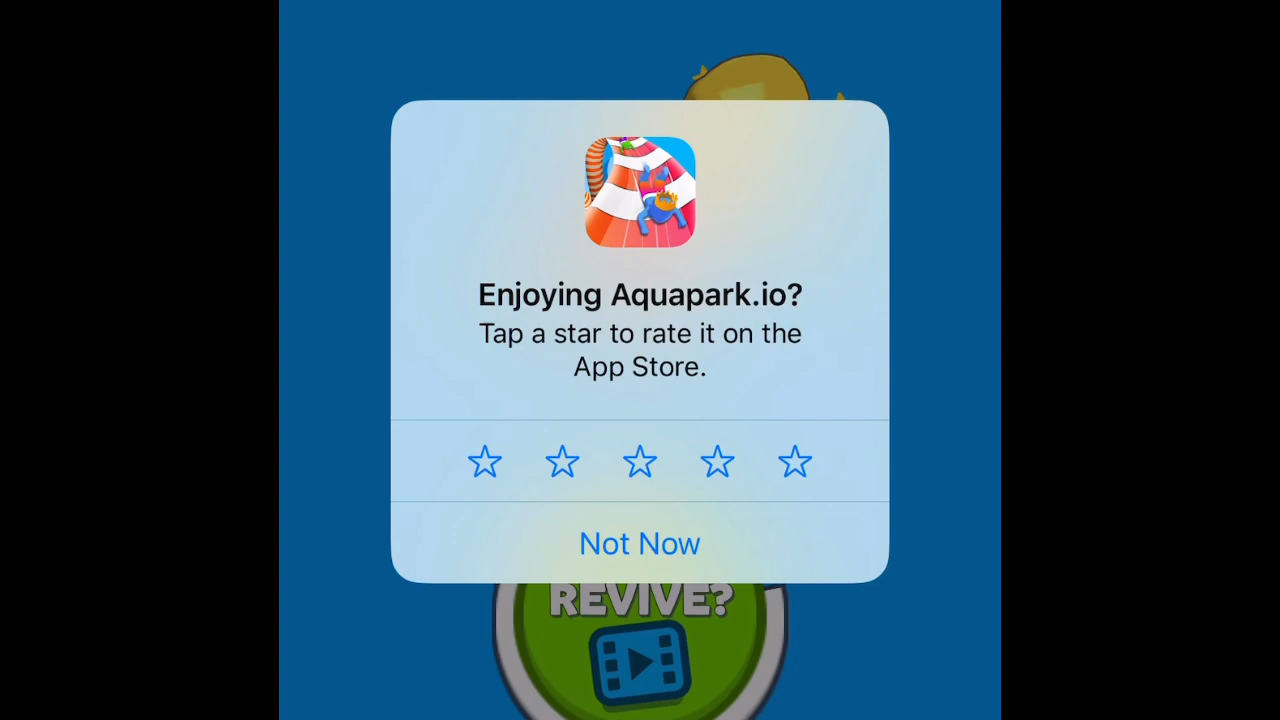 Enjoying Aquapark.io?
Tap a star to rate it on the
App Store.
Not Now
REVIVE?